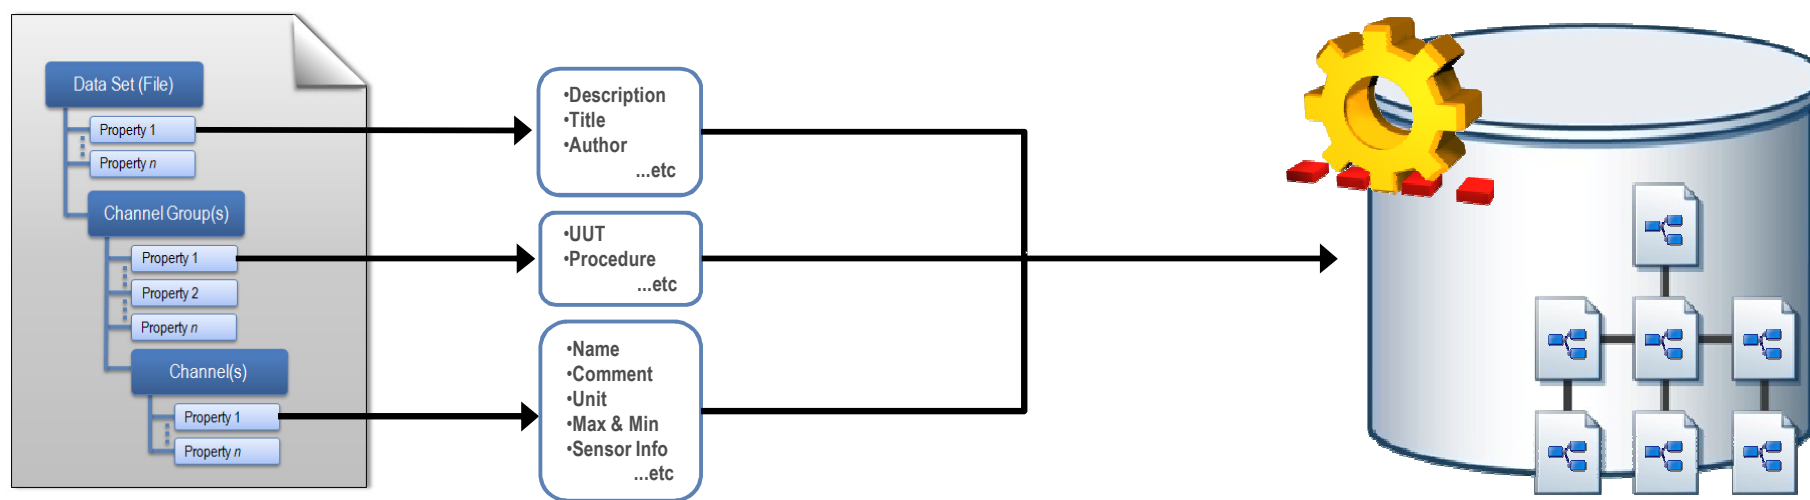 Data Set (File)
Property 1
Property n
Channel Group(s)
Property 1
Property 2
Property n
Channel(s)
Property 1
Property n
•Description
•Title
•Author
...etc
•UUT
•Procedure
...etc
•Name
•Comment
•Unit
•Max & Min
•Sensor Info
...etc